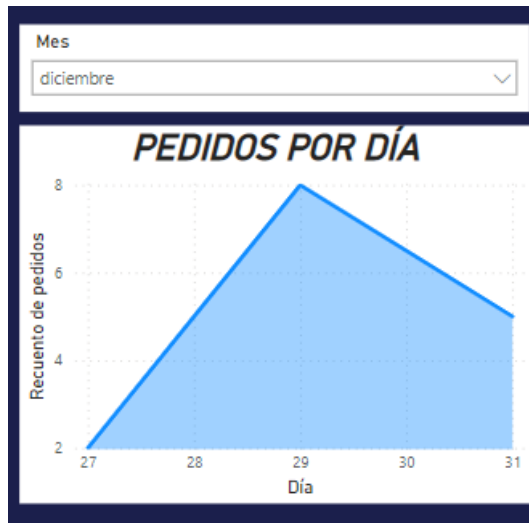 Mes
diciembre
PEDIDOS POR DÍA
Recuento de pedidos
8
6
4
2
27 28 29 30 31
Día